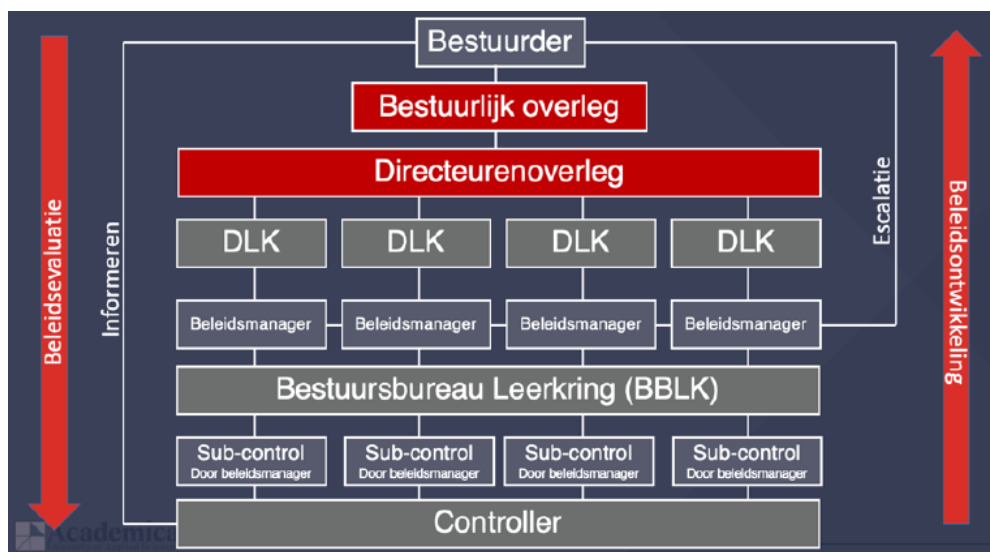 Bestuurder
Bestuurlijk overleg
Directeurenoverleg
DLK DLK DLK DLK
Beleidsmanager Beleidsmanager Beleidsmanager Beleidsmanager
Bestuursbureau Leerkring (BBLK)
Sub-control Sub-control Sub-control Sub-control
Door beleidsmanager Door beleidsmanager Door beleidsmanager Door beleidsmanager
Controller
Beleidsevaluatie
Informeren
Escalatie
Beleidsontwikkeling
Academica